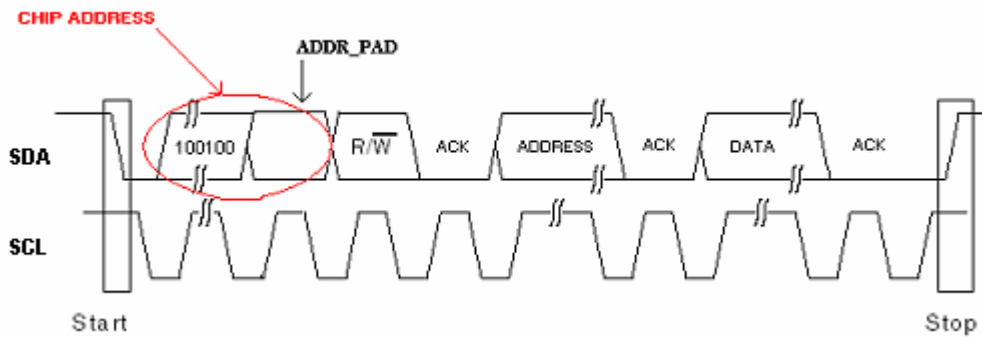 CHIP ADDRESS
ADDR_PAD
SDA 100100 R/W̅ ACK ADDRESS ACK DATA ACK
SCL
Start Stop